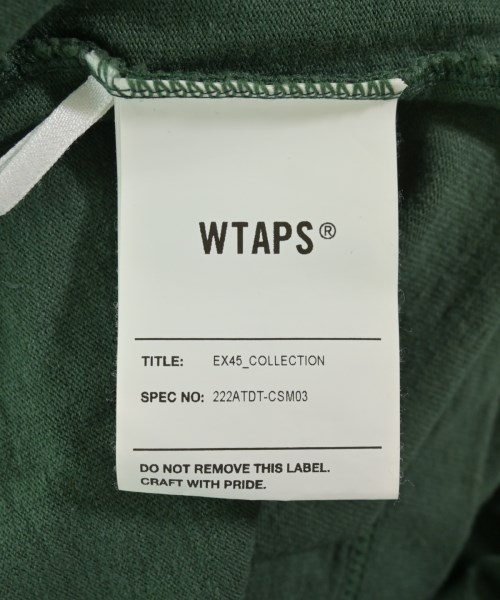 WTAPS®
TITLE: EX45_COLLECTION
SPEC NO: 222ATDT-CSM03
DO NOT REMOVE THIS LABEL.
CRAFT WITH PRIDE.